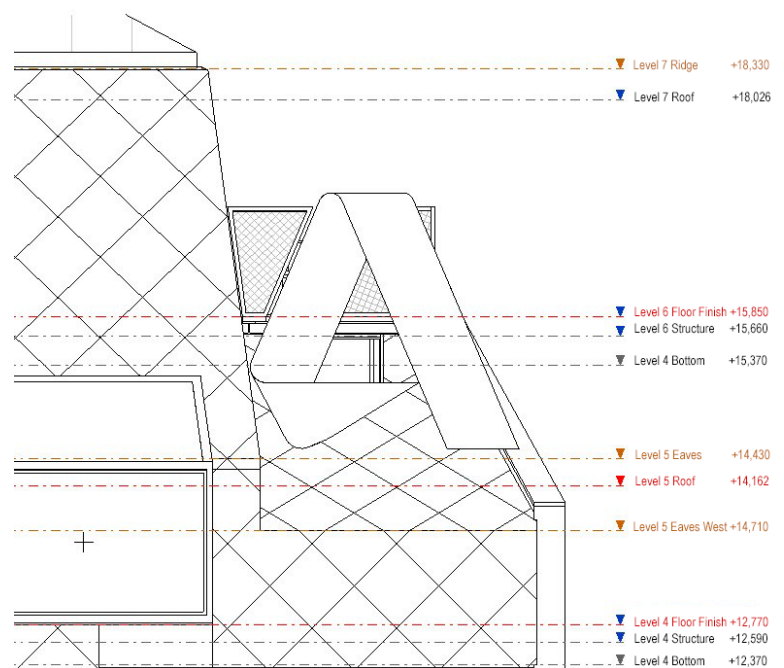 Level 7 Ridge +18,330
Level 7 Roof +18,026
Level 6 Floor Finish +15,850
Level 6 Structure +15,660
Level 4 Bottom +15,370
Level 5 Eaves +14,430
Level 5 Roof +14,162
Level 5 Eaves West +14,710
Level 4 Floor Finish +12,770
Level 4 Structure +12,590
Level 4 Bottom +12,370